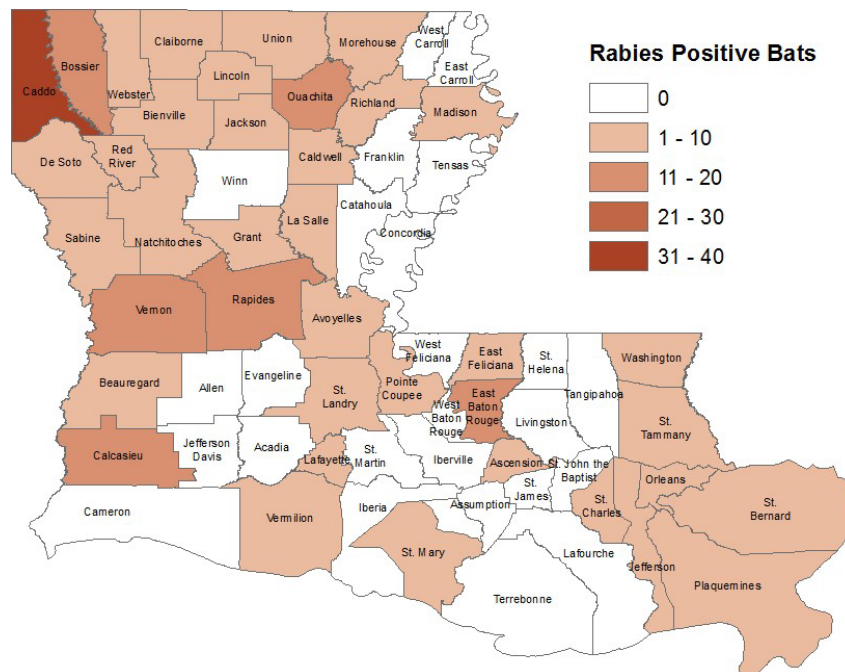 Rabies Positive Bats
0
1 - 10
11 - 20
21 - 30
31 - 40
Caddo
Bossier
Webster
Claiborne
Union
Morehouse
West
Carroll
East
Carroll
Lincoln
Ouachita
Richland
Madison
Bienville
Jackson
De Soto
Red
River
Winn
Caldwell
Franklin
Tensas
Catahoula
Concordia
La Salle
Sabine
Natchitoches
Grant
Vernon
Rapides
Avoyelles
West
Feliciana
East
Feliciana
St.
Helena
Tangipahoa
Washington
Beauregard
Allen
Evangeline
St.
Landry
Pointe
Coupee
West
Baton
Rouge
East
Baton
Rouge
Livingston
St.
Tammany
Calcasieu
Jefferson
Davis
Acadia
Lafayette
St.
Martin
Iberville
Ascension
St. John the
Baptist
St.
James
Orleans
St.
Bernard
Cameron
Vermilion
Iberia
Assumption
St.
Charles
St. Mary
Lafourche
Jefferson
Plaquemines
Terrebonne